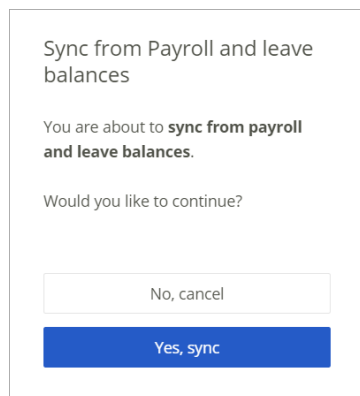 Sync from Payroll and leave
balances
You are about to sync from payroll
and leave balances.
Would you like to continue?
No, cancel
Yes, sync